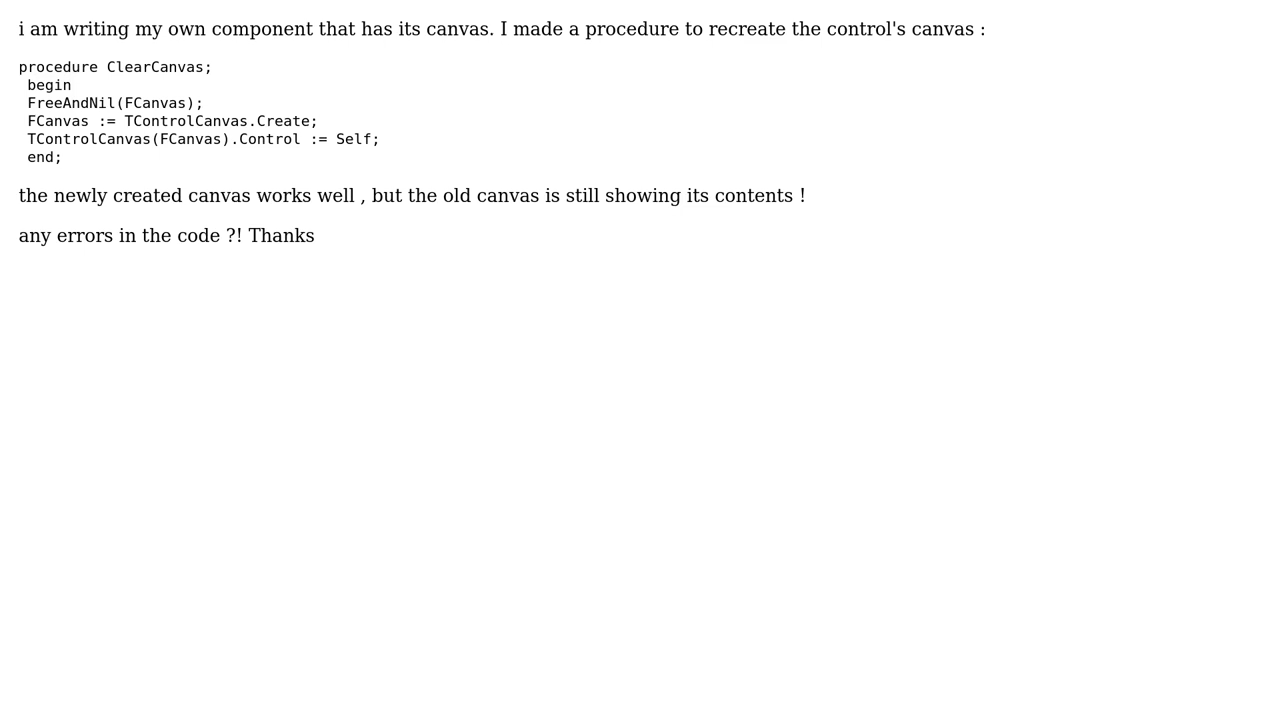 i am writing my own component that has its canvas. I made a procedure to recreate the control's canvas :
procedure ClearCanvas;
 begin
 FreeAndNil(FCanvas);
 FCanvas := TControlCanvas.Create;
 TControlCanvas(FCanvas).Control := Self;
 end;
the newly created canvas works well , but the old canvas is still showing its contents !
any errors in the code ?! Thanks